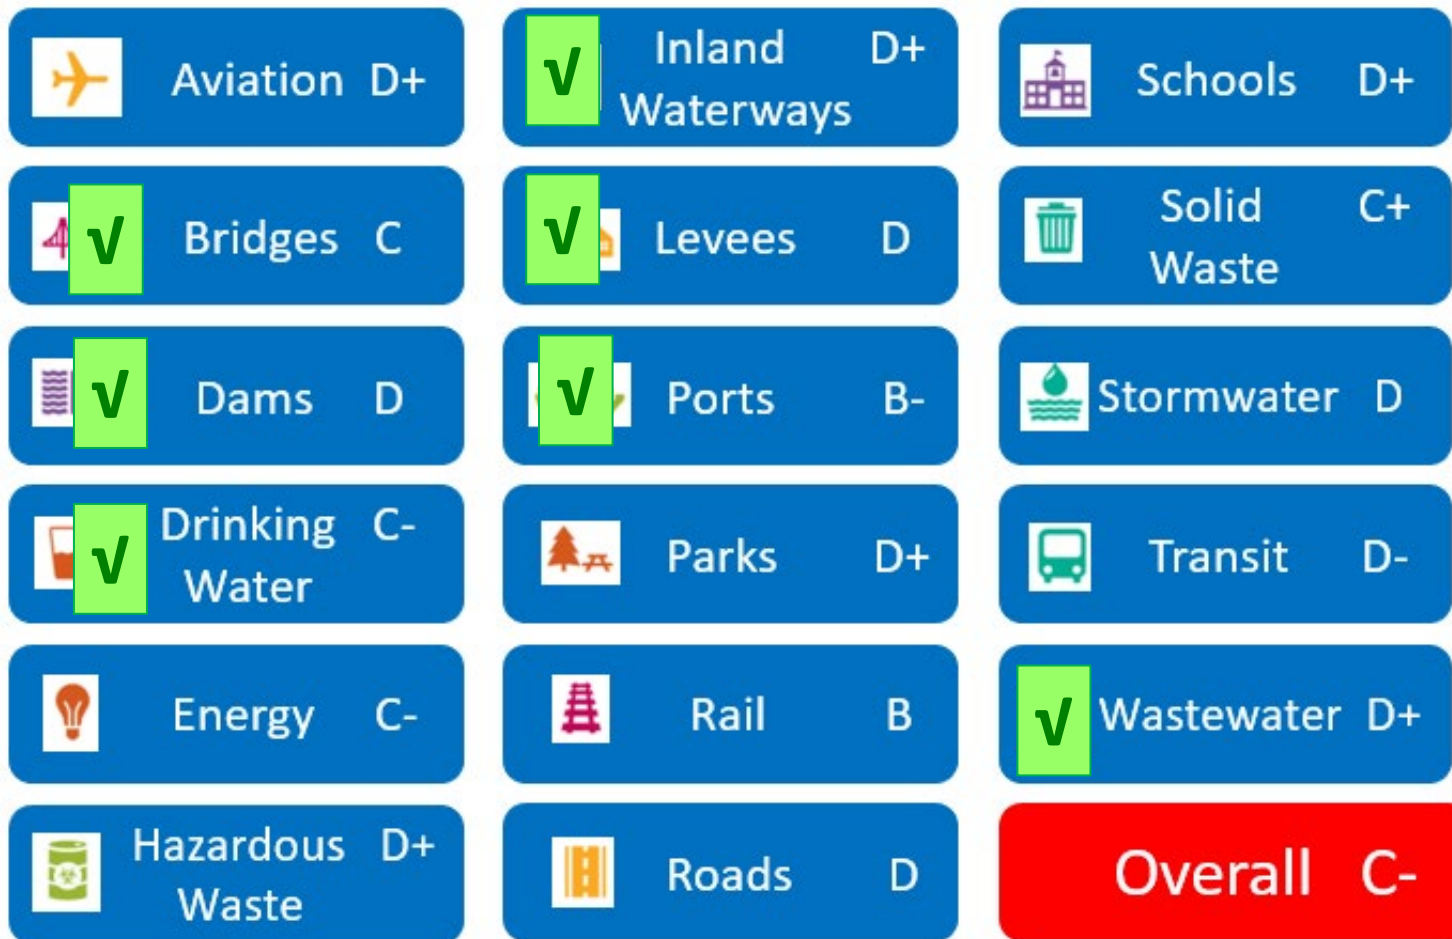 Aviation D+
√ Inland D+
Waterways
Schools D+
√ Bridges C
√ Levees D
Solid C+
Waste
√ Dams D
√ Ports B-
Stormwater D
√ Drinking C-
Water
Parks D+
Transit D-
Energy C-
Rail B
√ Wastewater D+
Hazardous D+
Waste
Roads D
Overall C-